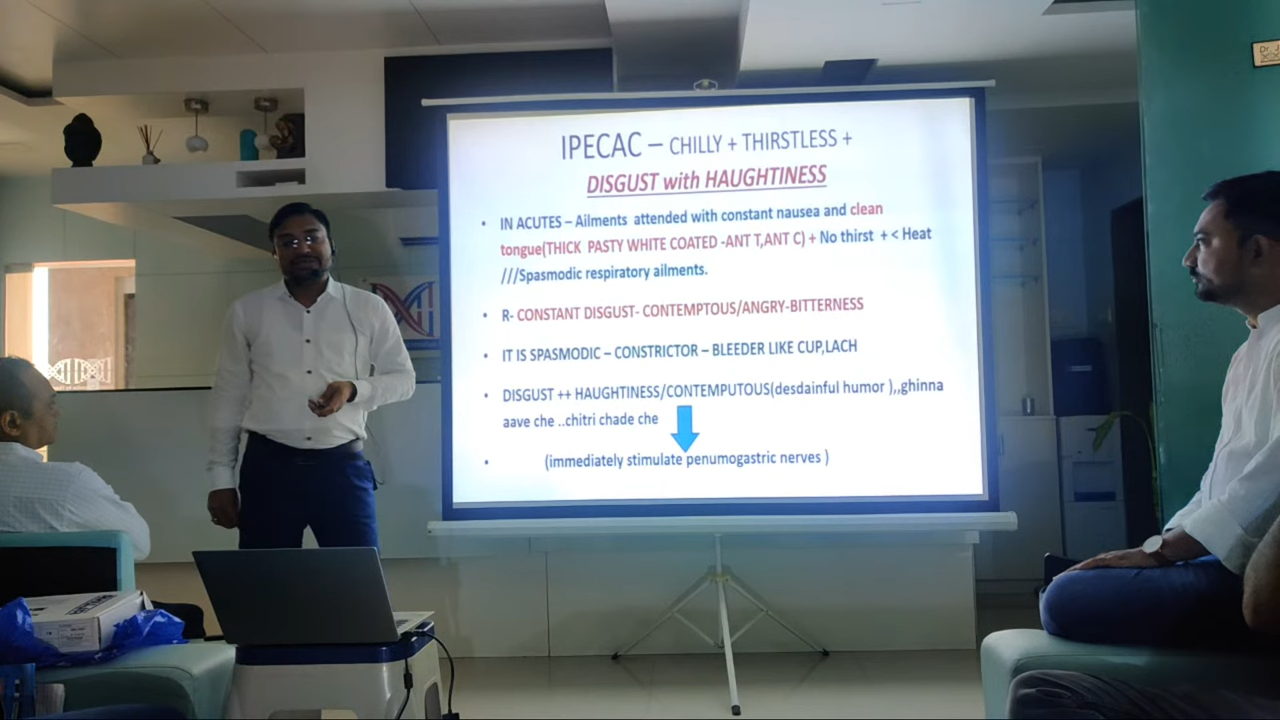 IPECAC – CHILLY + THIRSTLESS +
DISGUST with HAUGHTINESS
• IN ACUTES – Ailments attended with constant nausea and clean
tongue(THICK PASTY WHITE COATED -ANT T,ANT C) + No thirst + < Heat
///Spasmodic respiratory ailments.
• R- CONSTANT DISGUST- CONTEMPTOUS/ANGRY-BITTERNESS
• IT IS SPASMODIC – CONSTRICTOR – BLEEDER LIKE CUP,LACH
• DISGUST ++ HAUGHTINESS/CONTEMPUTOUS(desdainful humor ),,ghinna
aave che ..chitri chade che
• (immediately stimulate penumogastric nerves )
Dr. J